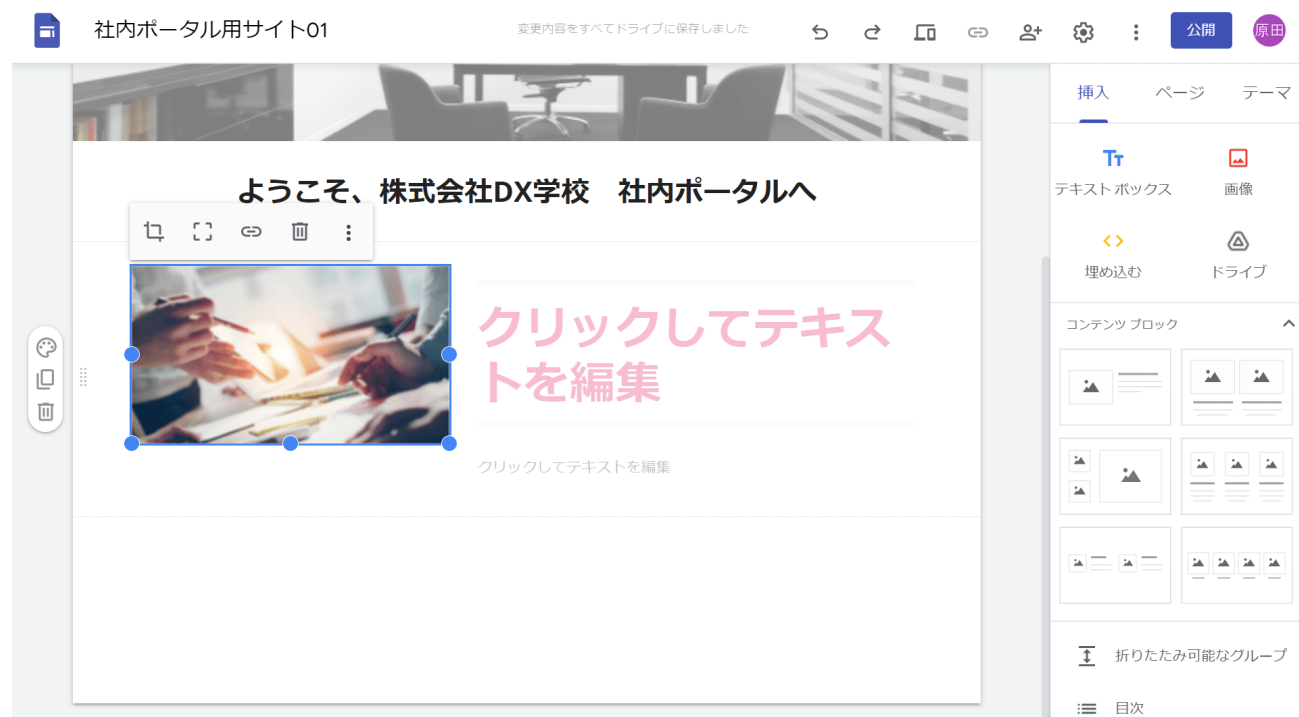 社内ポータル用サイト01
変更内容をすべてドライブに保存しました
公開
原田
挿入
ページ
テーマ
ようこそ、株式会社DX学校　社内ポータルへ
テキスト ボックス
画像
埋め込む
ドライブ
コンテンツ ブロック
クリックしてテキス
トを編集
クリックしてテキストを編集
折りたたみ可能なグループ
目次